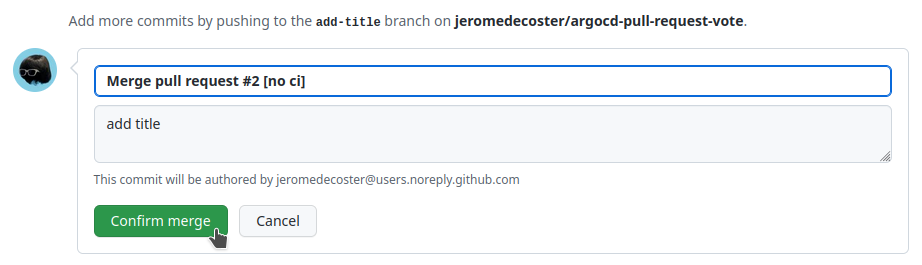 Add more commits by pushing to the add-title branch on jeromedecoster/argocd-pull-request-vote.
Merge pull request #2 [no ci]
add title
This commit will be authored by jeromedecoster@users.noreply.github.com
Confirm merge
Cancel